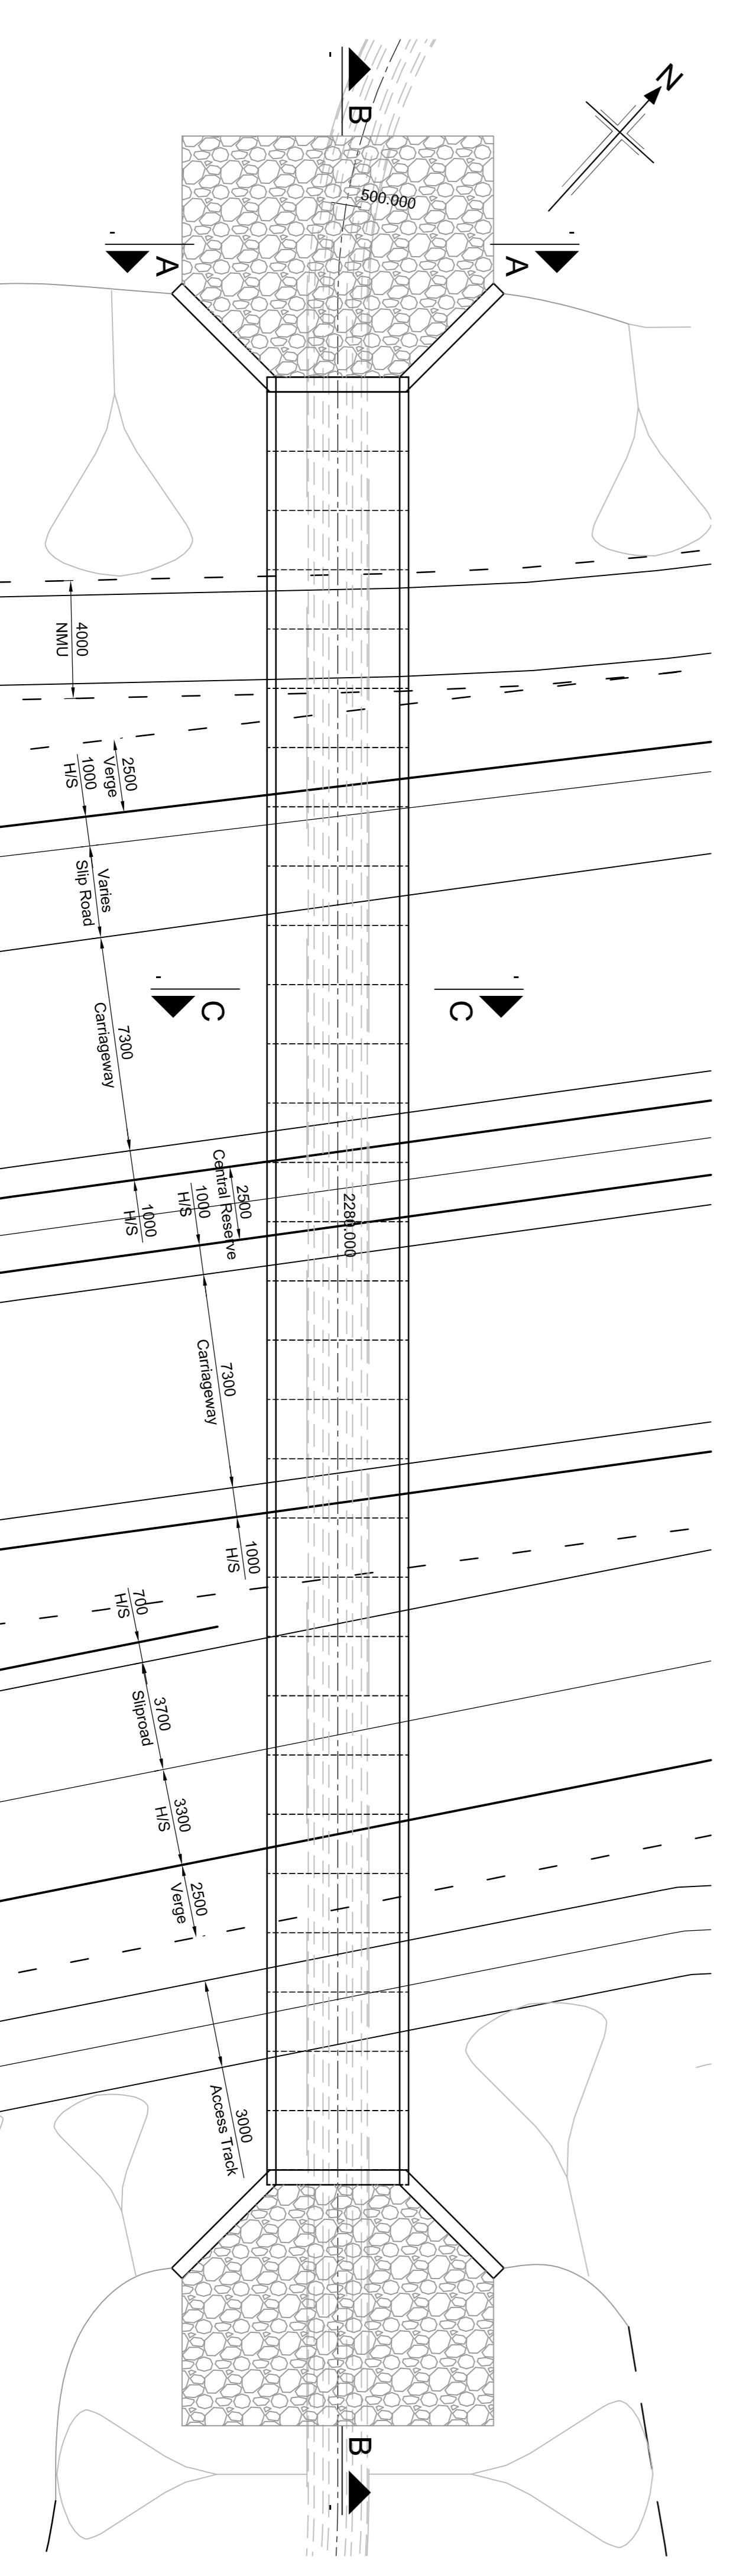 N
B
500.000
A
A
4000
NMU
2500
Verge
1000
H/S
Varies
Slip Road
C
C
7300
Carriageway
2500
Central Reserve
1000
H/S
1000
H/S
2280.000
7300
Carriageway
1000
H/S
700
H/S
3700
Sliproad
3300
H/S
2500
Verge
3000
Access Track
B